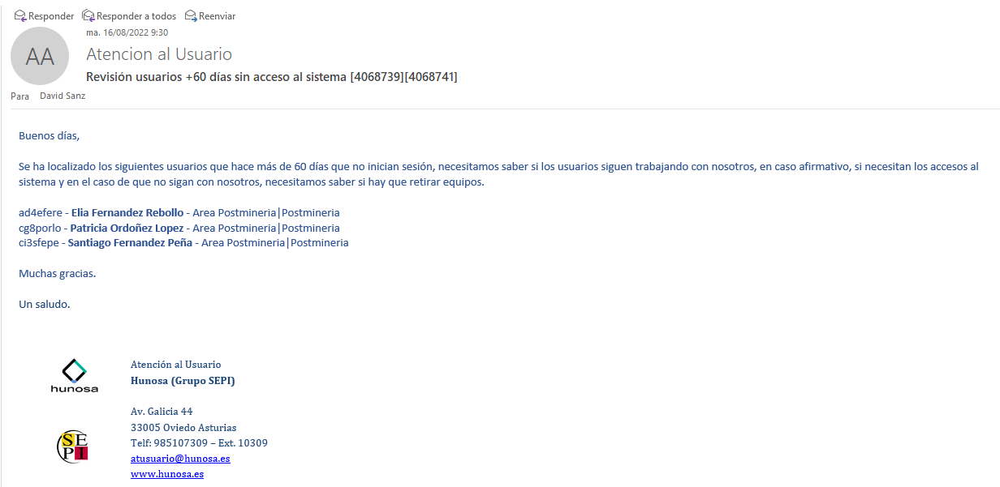 Responder Responder a todos Reenviar
ma. 16/08/2022 9:30
AA
Atencion al Usuario
Revisión usuarios +60 días sin acceso al sistema [4068739][4068741]
Para David Sanz
Buenos días,
Se ha localizado los siguientes usuarios que hace más de 60 días que no inician sesión, necesitamos saber si los usuarios siguen trabajando con nosotros, en caso afirmativo, si necesitan los accesos al
sistema y en el caso de que no sigan con nosotros, necesitamos saber si hay que retirar equipos.
ad4efere - Elia Fernandez Rebollo - Area Postmineria|Postmineria
cg8porlo - Patricia Ordoñez Lopez - Area Postmineria|Postmineria
ci3sfepe - Santiago Fernandez Peña - Area Postmineria|Postmineria
Muchas gracias.
Un saludo.
hunosa
Atención al Usuario
Hunosa (Grupo SEPI)
Av. Galicia 44
33005 Oviedo Asturias
Telf: 985107309 – Ext. 10309
atusuario@hunosa.es
www.hunosa.es
SE
PI